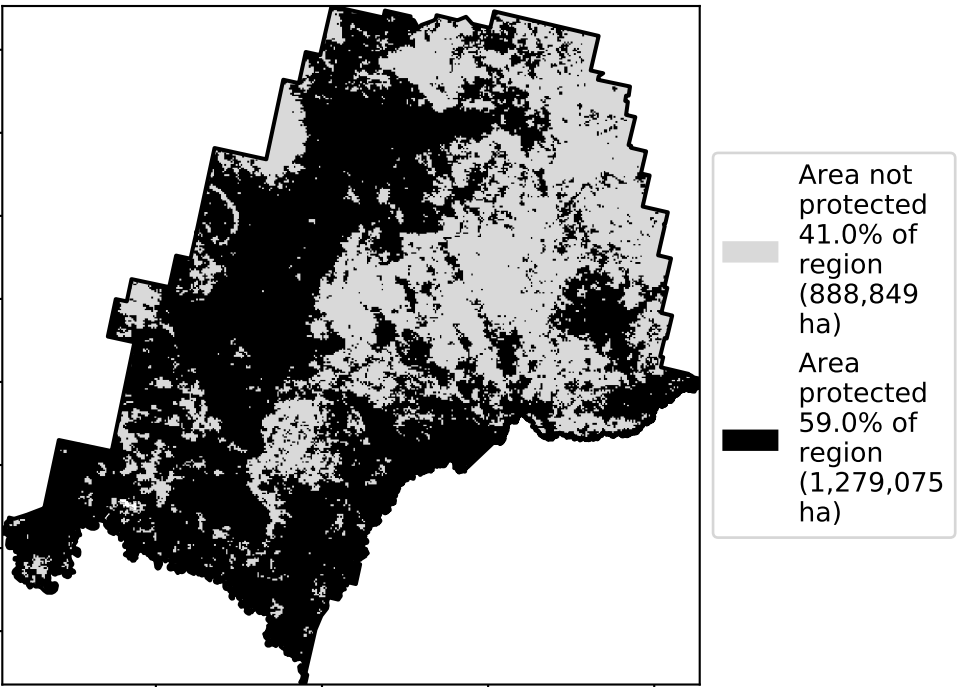 Area not
protected
41.0% of
region
(888,849
ha)
Area
protected
59.0% of
region
(1,279,075
ha)